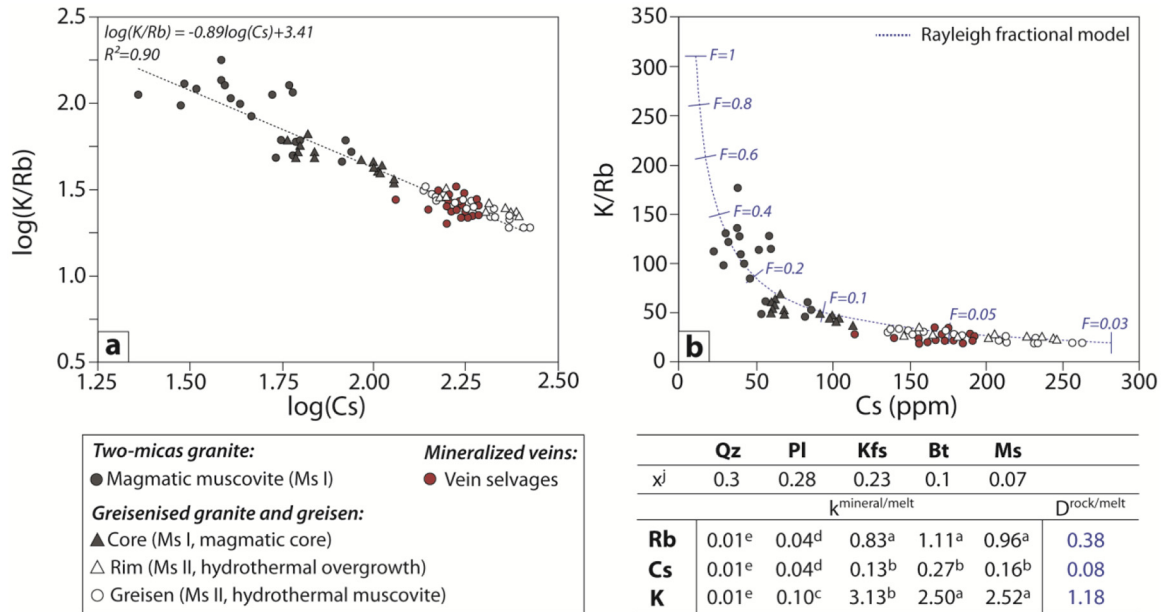 2.5
2.0
1.5
1.0
0.5
1.25
1.50
1.75
2.00
2.25
2.50
log(K/Rb)
log(Cs)
log(K/Rb) = -0.89log(Cs)+3.41
R²=0.90
a
350
300
250
200
150
100
50
0
0
50
100
150
200
250
300
K/Rb
Cs (ppm)
Rayleigh fractional model
F=1
F=0.8
F=0.6
F=0.4
F=0.2
F=0.1
F=0.05
F=0.03
b
Two-micas granite:
Magmatic muscovite (Ms I)
Mineralized veins:
Vein selvages
Greisenised granite and greisen:
Core (Ms I, magmatic core)
Rim (Ms II, hydrothermal overgrowth)
Greisen (Ms II, hydrothermal muscovite)
Qz Pl Kfs Bt Ms
xʲ 0.3 0.28 0.23 0.1 0.07
k^mineral/melt D^rock/melt
Rb 0.01ᵉ 0.04ᵈ 0.83ᵃ 1.11ᵃ 0.96ᵃ 0.38
Cs 0.01ᵉ 0.04ᵈ 0.13ᵇ 0.27ᵇ 0.16ᵇ 0.08
K 0.01ᵉ 0.10ᶜ 3.13ᵇ 2.50ᵃ 2.52ᵃ 1.18